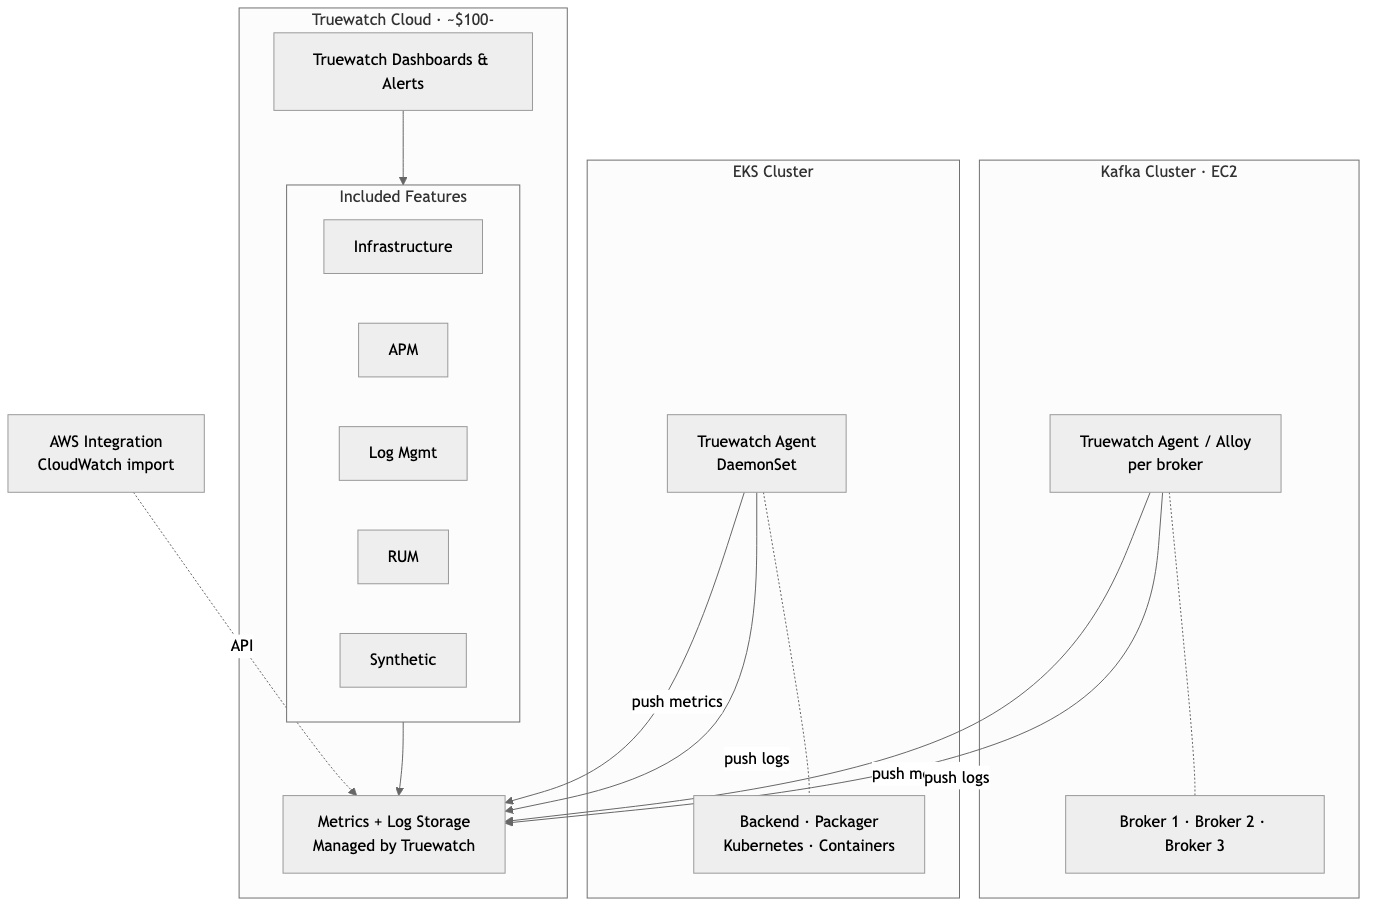 Truewatch Cloud · ~$100-
Truewatch Dashboards &
Alerts
Included Features
Infrastructure
APM
Log Mgmt
RUM
Synthetic
Metrics + Log Storage
Managed by Truewatch
AWS Integration
CloudWatch import
API
EKS Cluster
Truewatch Agent
DaemonSet
push metrics
push logs
Backend · Packager
Kubernetes · Containers
Kafka Cluster · EC2
Truewatch Agent / Alloy
per broker
push
push logs
Broker 1 · Broker 2 ·
Broker 3